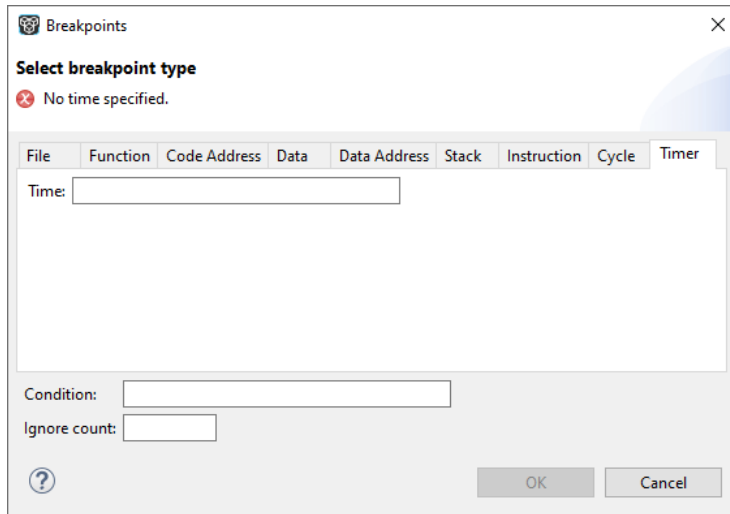 Breakpoints
Select breakpoint type
No time specified.
File Function Code Address Data Data Address Stack Instruction Cycle Timer
Time:
Condition:
Ignore count:
? OK Cancel